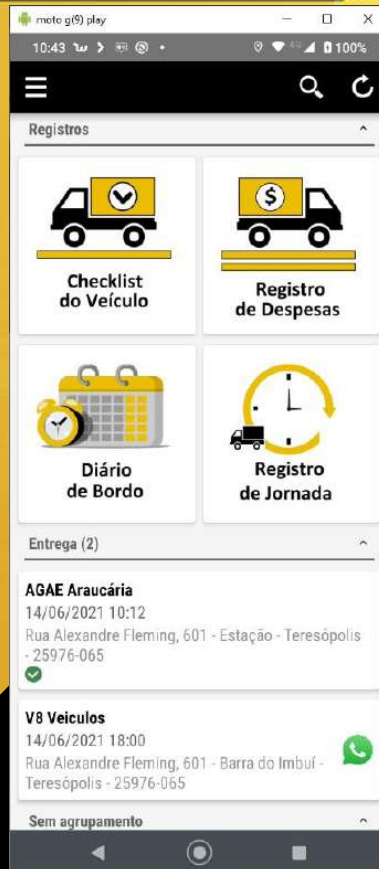 moto g(9) play
10:43
4G
100%
Registros
Checklist
do Veículo
$
Registro
de Despesas
Diário
de Bordo
Registro
de Jornada
Entrega (2)
AGAE Araucária
14/06/2021 10:12
Rua Alexandre Fleming, 601 - Estação - Teresópolis
- 25976-065
V8 Veiculos
14/06/2021 18:00
Rua Alexandre Fleming, 601 - Barra do Imbuí -
Teresópolis - 25976-065
Sem agrupamento